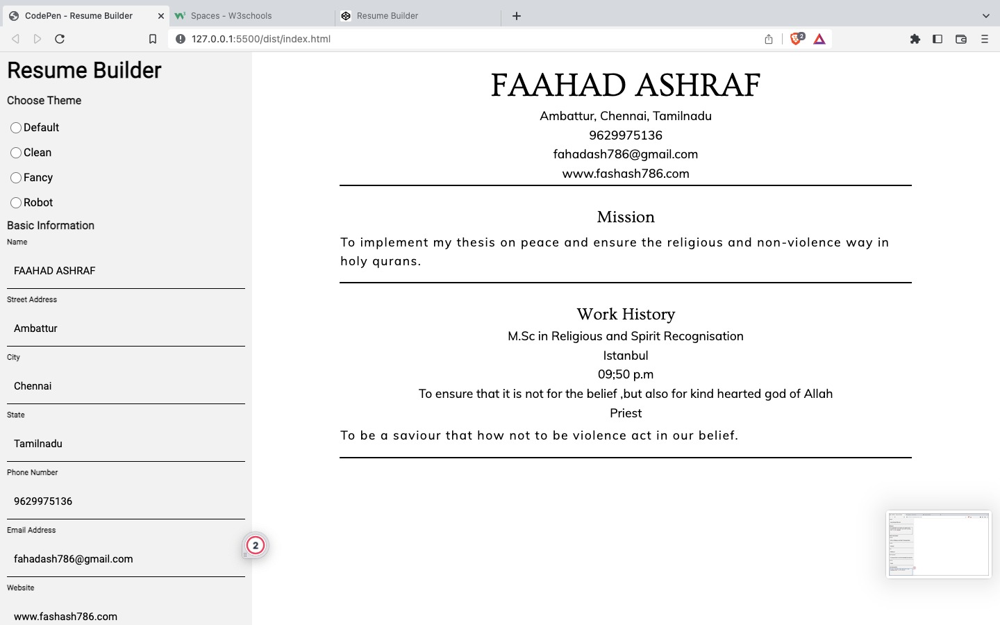 CodePen - Resume Builder
Spaces - W3schools
Resume Builder
127.0.0.1:5500/dist/index.html
2
Resume Builder
Choose Theme
Default
Clean
Fancy
Robot
Basic Information
Name
FAAHAD ASHRAF
Street Address
Ambattur
City
Chennai
State
Tamilnadu
Phone Number
9629975136
Email Address
fahadash786@gmail.com
Website
www.fashash786.com
2
FAAHAD ASHRAF
Ambattur, Chennai, Tamilnadu
9629975136
fahadash786@gmail.com
www.fashash786.com
Mission
To implement my thesis on peace and ensure the religious and non-violence way in
holy qurans.
Work History
M.Sc in Religious and Spirit Recognisation
Istanbul
09;50 p.m
To ensure that it is not for the belief ,but also for kind hearted god of Allah
Priest
To be a saviour that how not to be violence act in our belief.